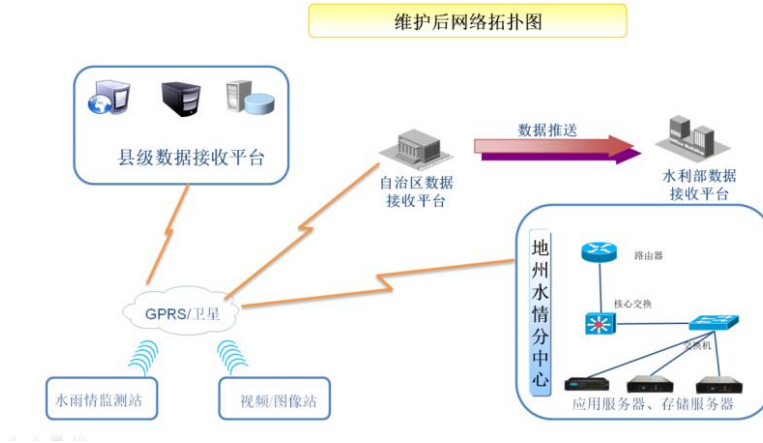 维护后网络拓扑图
县级数据接收平台
数据推送
自治区数据
接收平台
水利部数据
接收平台
地州水情分中心
路由器
核心交换
交换机
应用服务器、存储服务器
GPRS/卫星
水雨情监测站
视频/图像站